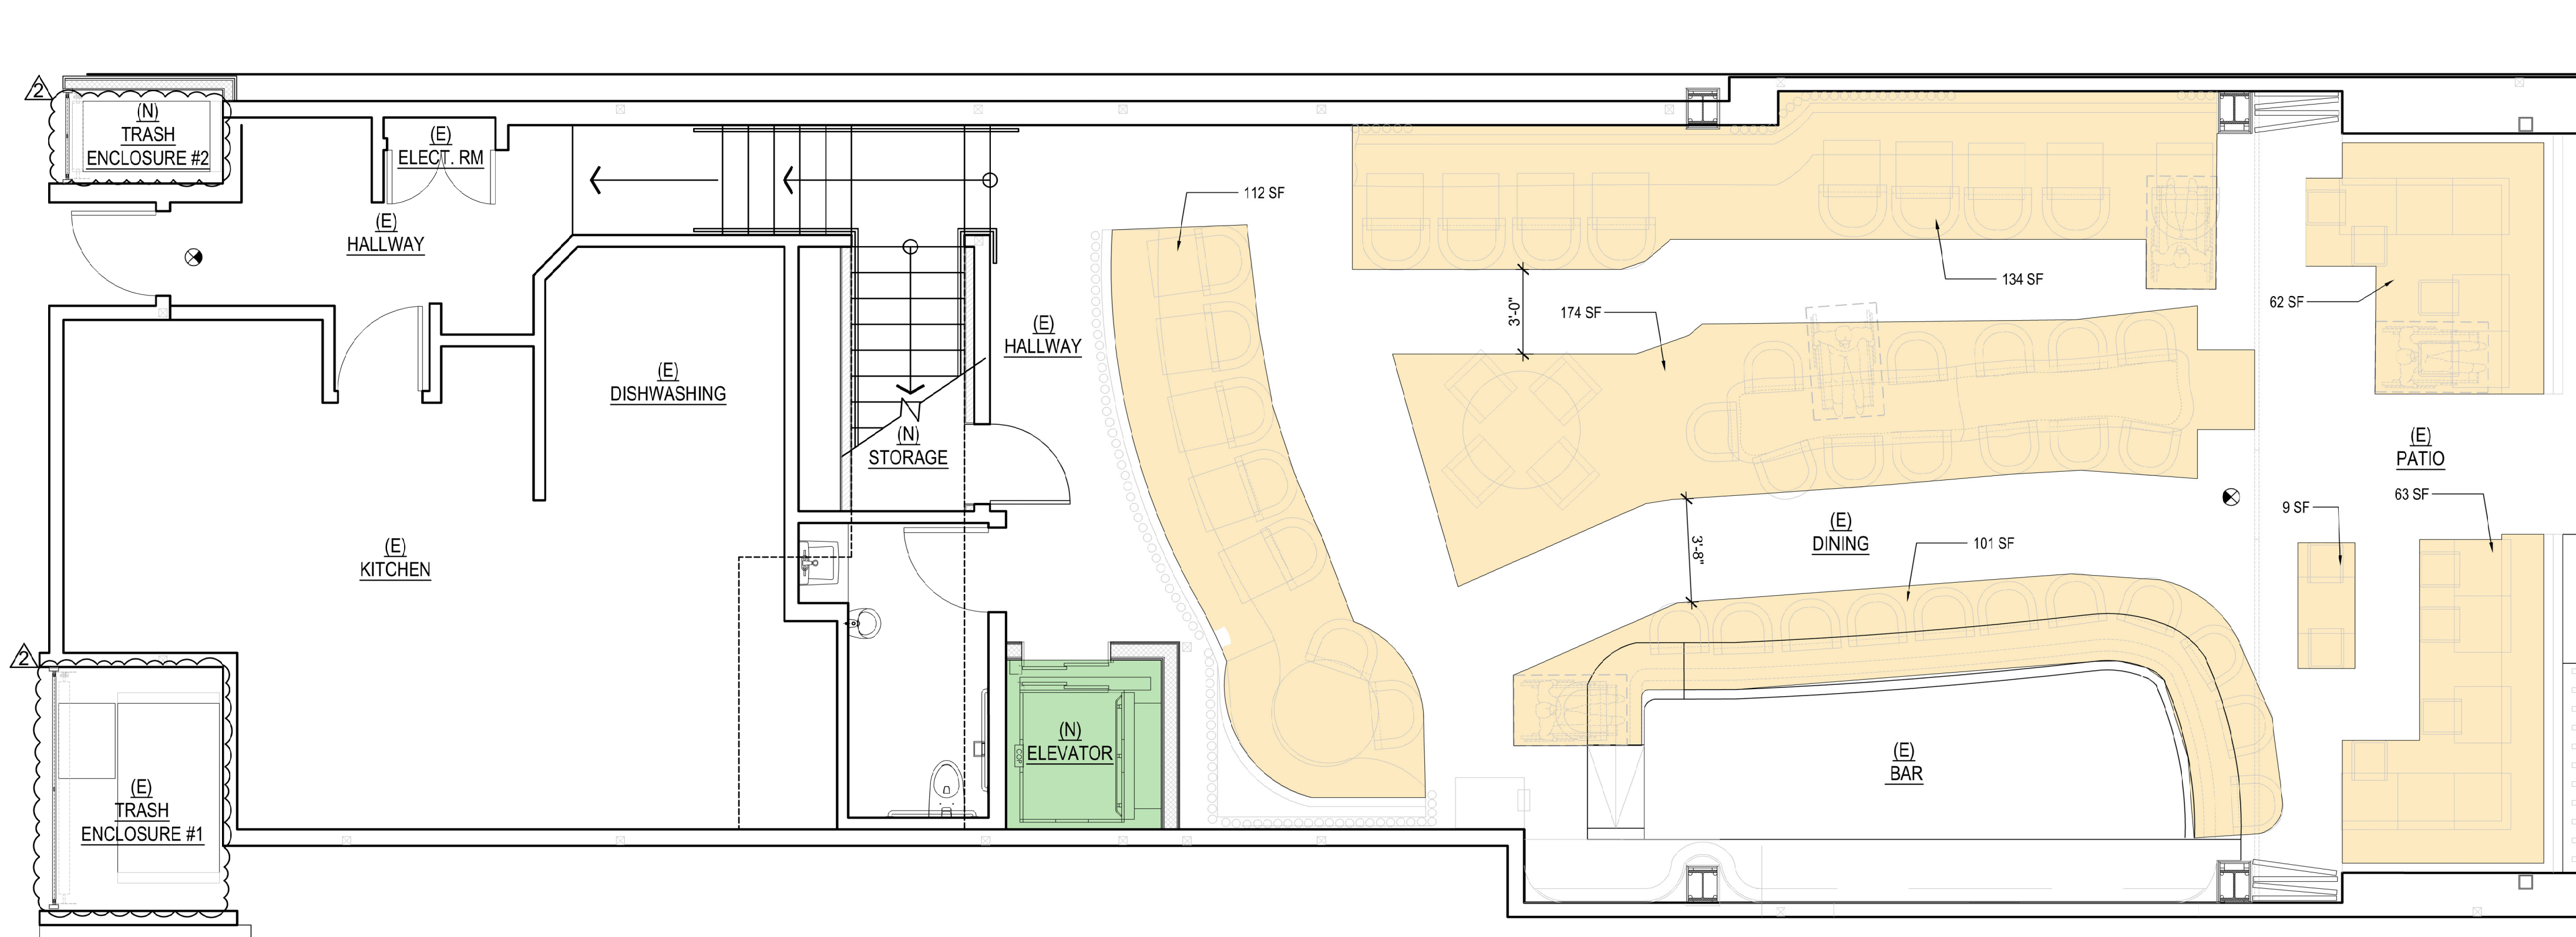 2
(N)
TRASH
ENCLOSURE #2
(E)
ELECT. RM
(E)
HALLWAY
112 SF
134 SF
3'-0"
174 SF
62 SF
(E)
HALLWAY
(E)
DISHWASHING
(N)
STORAGE
(E)
PATIO
63 SF
9 SF
(E)
DINING
3'-8"
101 SF
(E)
KITCHEN
2
(N)
ELEVATOR
COP
(E)
BAR
(E)
TRASH
ENCLOSURE #1